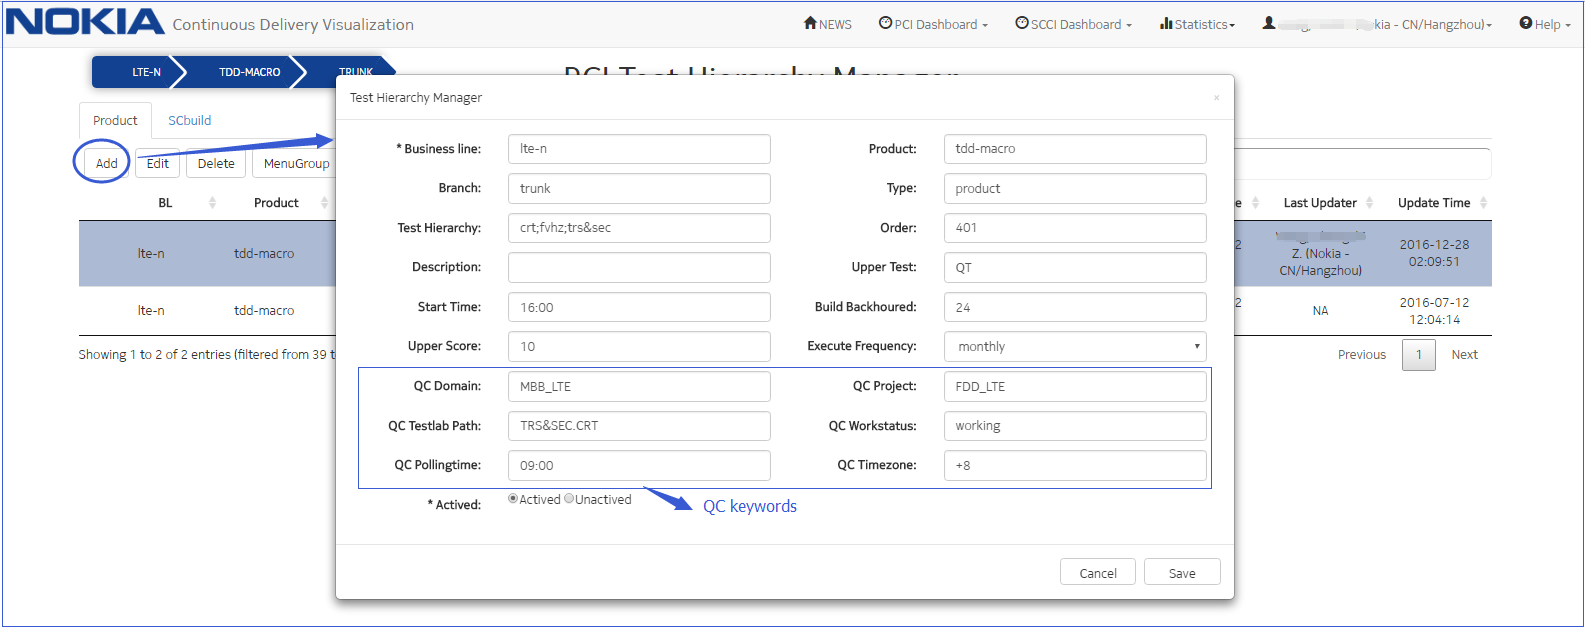 NOKIA Continuous Delivery Visualization NEWS PCI Dashboard SCCI Dashboard Statistics kia - CN/Hangzhou) Help
LTE-N TDD-MACRO TRUNK
PCI Test Hierarchy Manager
Test Hierarchy Manager ×
Product SCbuild
Add Edit Delete MenuGroup
* Business line: lte-n Product: tdd-macro
Branch: trunk Type: product
BL Product
e Last Updater Update Time
Test Hierarchy: crt;fvhz;trs&sec Order: 401
lte-n tdd-macro
2 Z. (Nokia - CN/Hangzhou) 2016-12-28 02:09:51
Description: Upper Test: QT
Start Time: 16:00 Build Backhoured: 24
lte-n tdd-macro
2 NA 2016-07-12 12:04:14
Upper Score: 10 Execute Frequency: monthly
Showing 1 to 2 of 2 entries (filtered from 39 t
Previous 1 Next
QC Domain: MBB_LTE QC Project: FDD_LTE
QC Testlab Path: TRS&SEC.CRT QC Workstatus: working
QC Pollingtime: 09:00 QC Timezone: +8
* Actived: Actived Unactived
QC keywords
Cancel Save